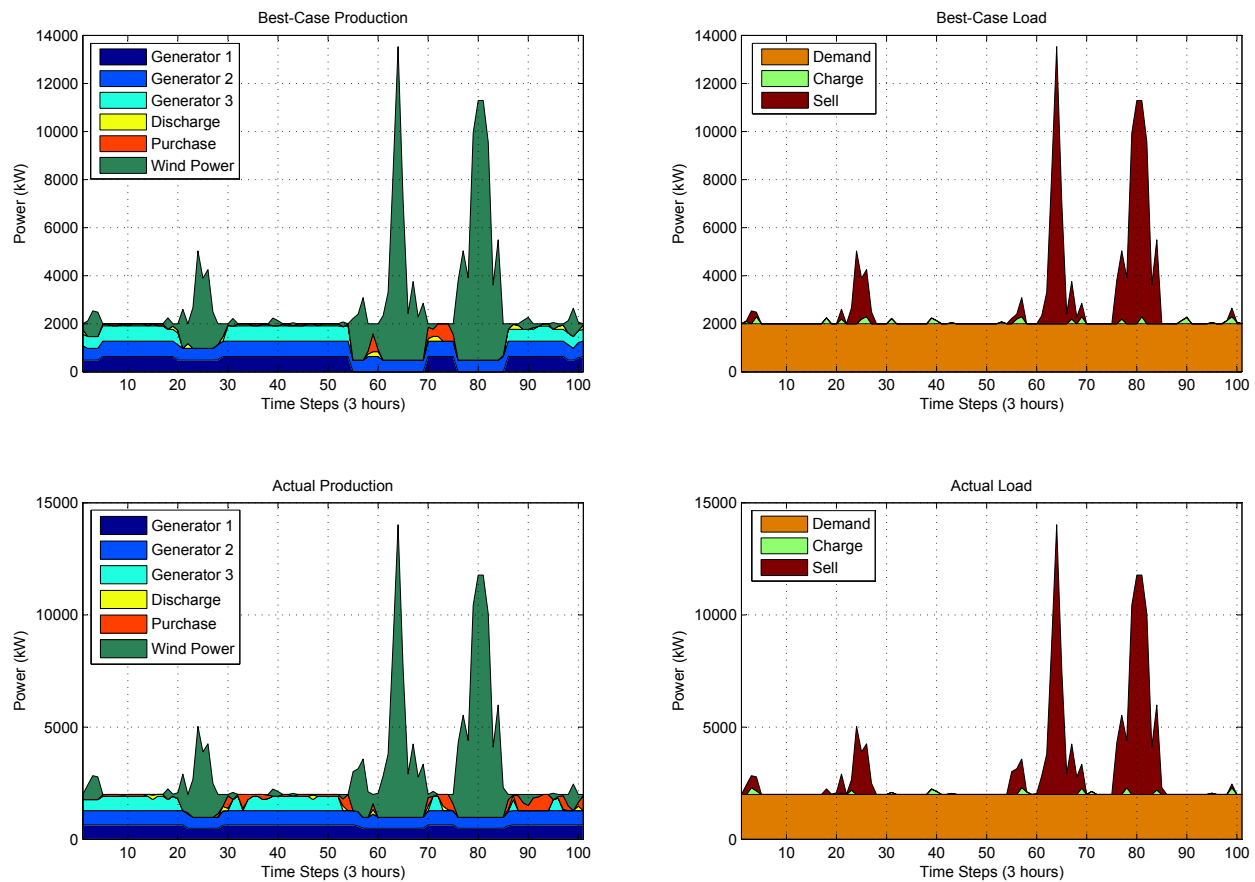 Best-Case Production
14000
12000
10000
8000
6000
4000
2000
0
Power (kW)
Generator 1
Generator 2
Generator 3
Discharge
Purchase
Wind Power
10 20 30 40 50 60 70 80 90 100
Time Steps (3 hours)
Best-Case Load
14000
12000
10000
8000
6000
4000
2000
0
Power (kW)
Demand
Charge
Sell
10 20 30 40 50 60 70 80 90 100
Time Steps (3 hours)
Actual Production
15000
10000
5000
0
Power (kW)
Generator 1
Generator 2
Generator 3
Discharge
Purchase
Wind Power
10 20 30 40 50 60 70 80 90 100
Time Steps (3 hours)
Actual Load
15000
10000
5000
0
Power (kW)
Demand
Charge
Sell
10 20 30 40 50 60 70 80 90 100
Time Steps (3 hours)